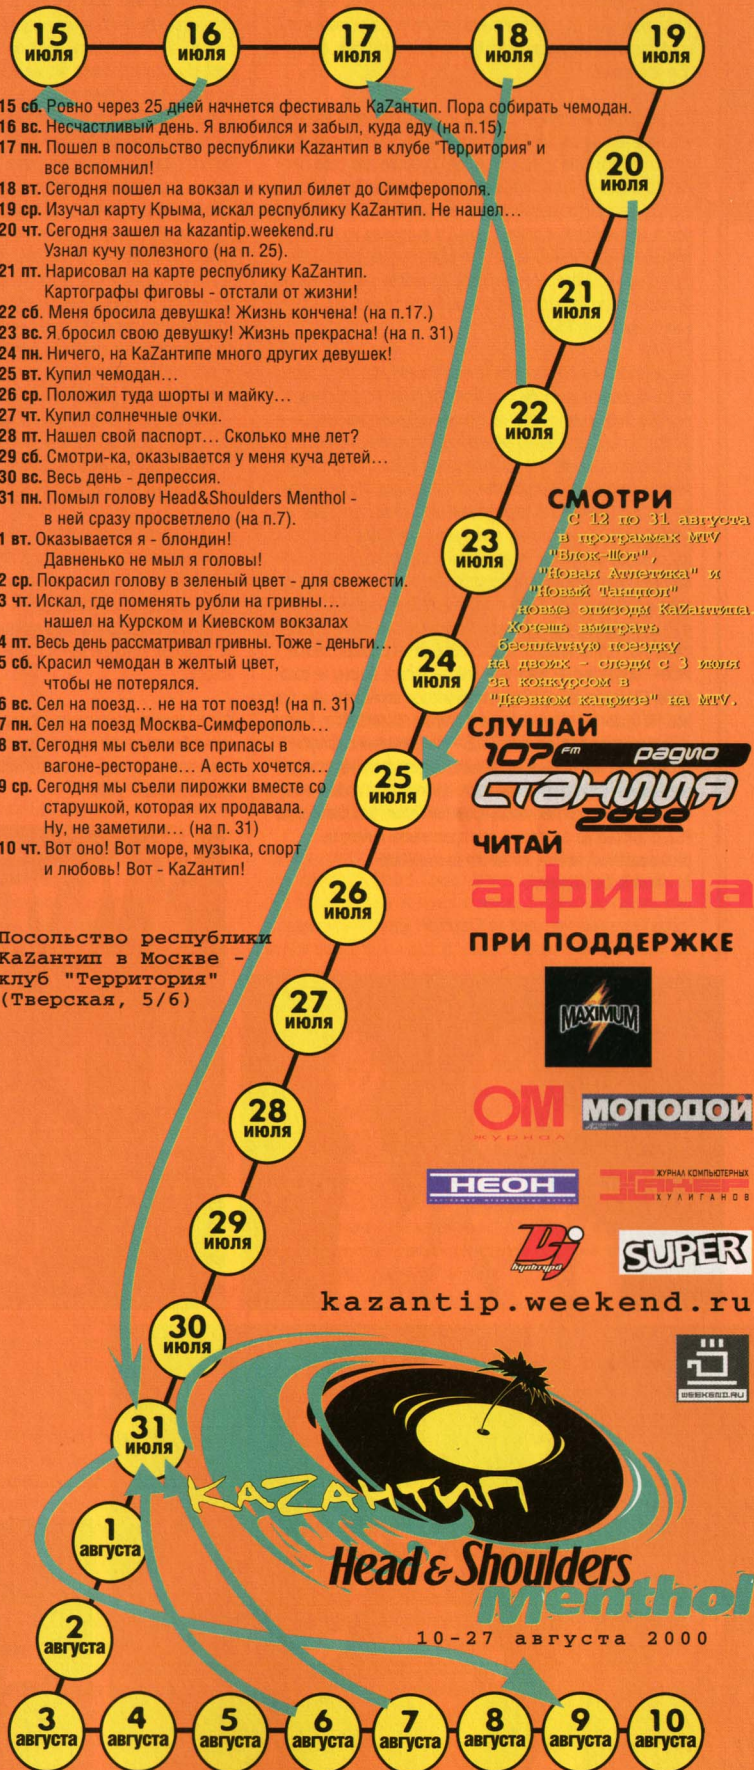 15 июля
16 июля
17 июля
18 июля
19 июля
15 сб. Ровно через 25 дней начнется фестиваль КаZантип. Пора собирать чемодан.
16 вс. Несчастливый день. Я влюбился и забыл, куда еду (на п.15).
17 пн. Пошел в посольство республики Каzантип в клубе "Территория" и
все вспомнил!
18 вт. Сегодня пошел на вокзал и купил билет до Симферополя.
19 ср. Изучал карту Крыма, искал республику КаZантип. Не нашел...
20 чт. Сегодня зашел на kazantip.weekend.ru
Узнал кучу полезного (на п. 25).
21 пт. Нарисовал на карте республику КаZантип.
Картографы фиговы - отстали от жизни!
22 сб. Меня бросила девушка! Жизнь кончена! (на п.17.)
23 вс. Я бросил свою девушку! Жизнь прекрасна! (на п. 31)
24 пн. Ничего, на КаZантипе много других девушек!
25 вт. Купил чемодан...
26 ср. Положил туда шорты и майку...
27 чт. Купил солнечные очки.
28 пт. Нашел свой паспорт... Сколько мне лет?
29 сб. Смотри-ка, оказывается у меня куча детей...
30 вс. Весь день - депрессия.
31 пн. Помыл голову Head&Shoulders Menthol -
в ней сразу просветлело (на п.7).
1 вт. Оказывается я - блондин!
Давненько не мыл я головы!
2 ср. Покрасил голову в зеленый цвет - для свежести.
3 чт. Искал, где поменять рубли на гривны...
нашел на Курском и Киевском вокзалах
4 пт. Весь день рассматривал гривны. Тоже - деньги...
5 сб. Красил чемодан в желтый цвет,
чтобы не потерялся.
6 вс. Сел на поезд... не на тот поезд! (на п. 31)
7 пн. Сел на поезд Москва-Симферополь...
8 вт. Сегодня мы съели все припасы в
вагоне-ресторане... А есть хочется...
9 ср. Сегодня мы съели пирожки вместе со
старушкой, которая их продавала.
Ну, не заметили... (на п. 31)
10 чт. Вот оно! Вот море, музыка, спорт
и любовь! Вот - КаZантип!
Посольство республики
КаZантип в Москве -
клуб "Территория"
(Тверская, 5/6)
20 июля
21 июля
22 июля
23 июля
24 июля
25 июля
26 июля
27 июля
28 июля
29 июля
30 июля
31 июля
1 августа
2 августа
3 августа
4 августа
5 августа
6 августа
7 августа
8 августа
9 августа
10 августа
СМОТРИ
С 12 по 31 августа
в программах MTV
"Блок-Шот",
"Новая Атлетика" и
"Новый Танцпол"
новые эпизоды КаZантипа
Хочешь выиграть
бесплатную поездку
на двоих - следи с 3 июля
за конкурсом в
"Дневном капризе" на MTV.
СЛУШАЙ
107 FM радио
СТАНЦИЯ
2000
ЧИТАЙ
афиша
ПРИ ПОДДЕРЖКЕ
MAXIMUM
ОМ
журнал
МОЛОДОЙ
НЕОН
ЖУРНАЛ КОМПЬЮТЕРНЫХ
ХАКЕР
ХУЛИГАНОВ
Dj
культура
SUPER
kazantip.weekend.ru
WEEKEND.RU
КАZАНТИП
Head & Shoulders
Menthol
10-27 августа 2000